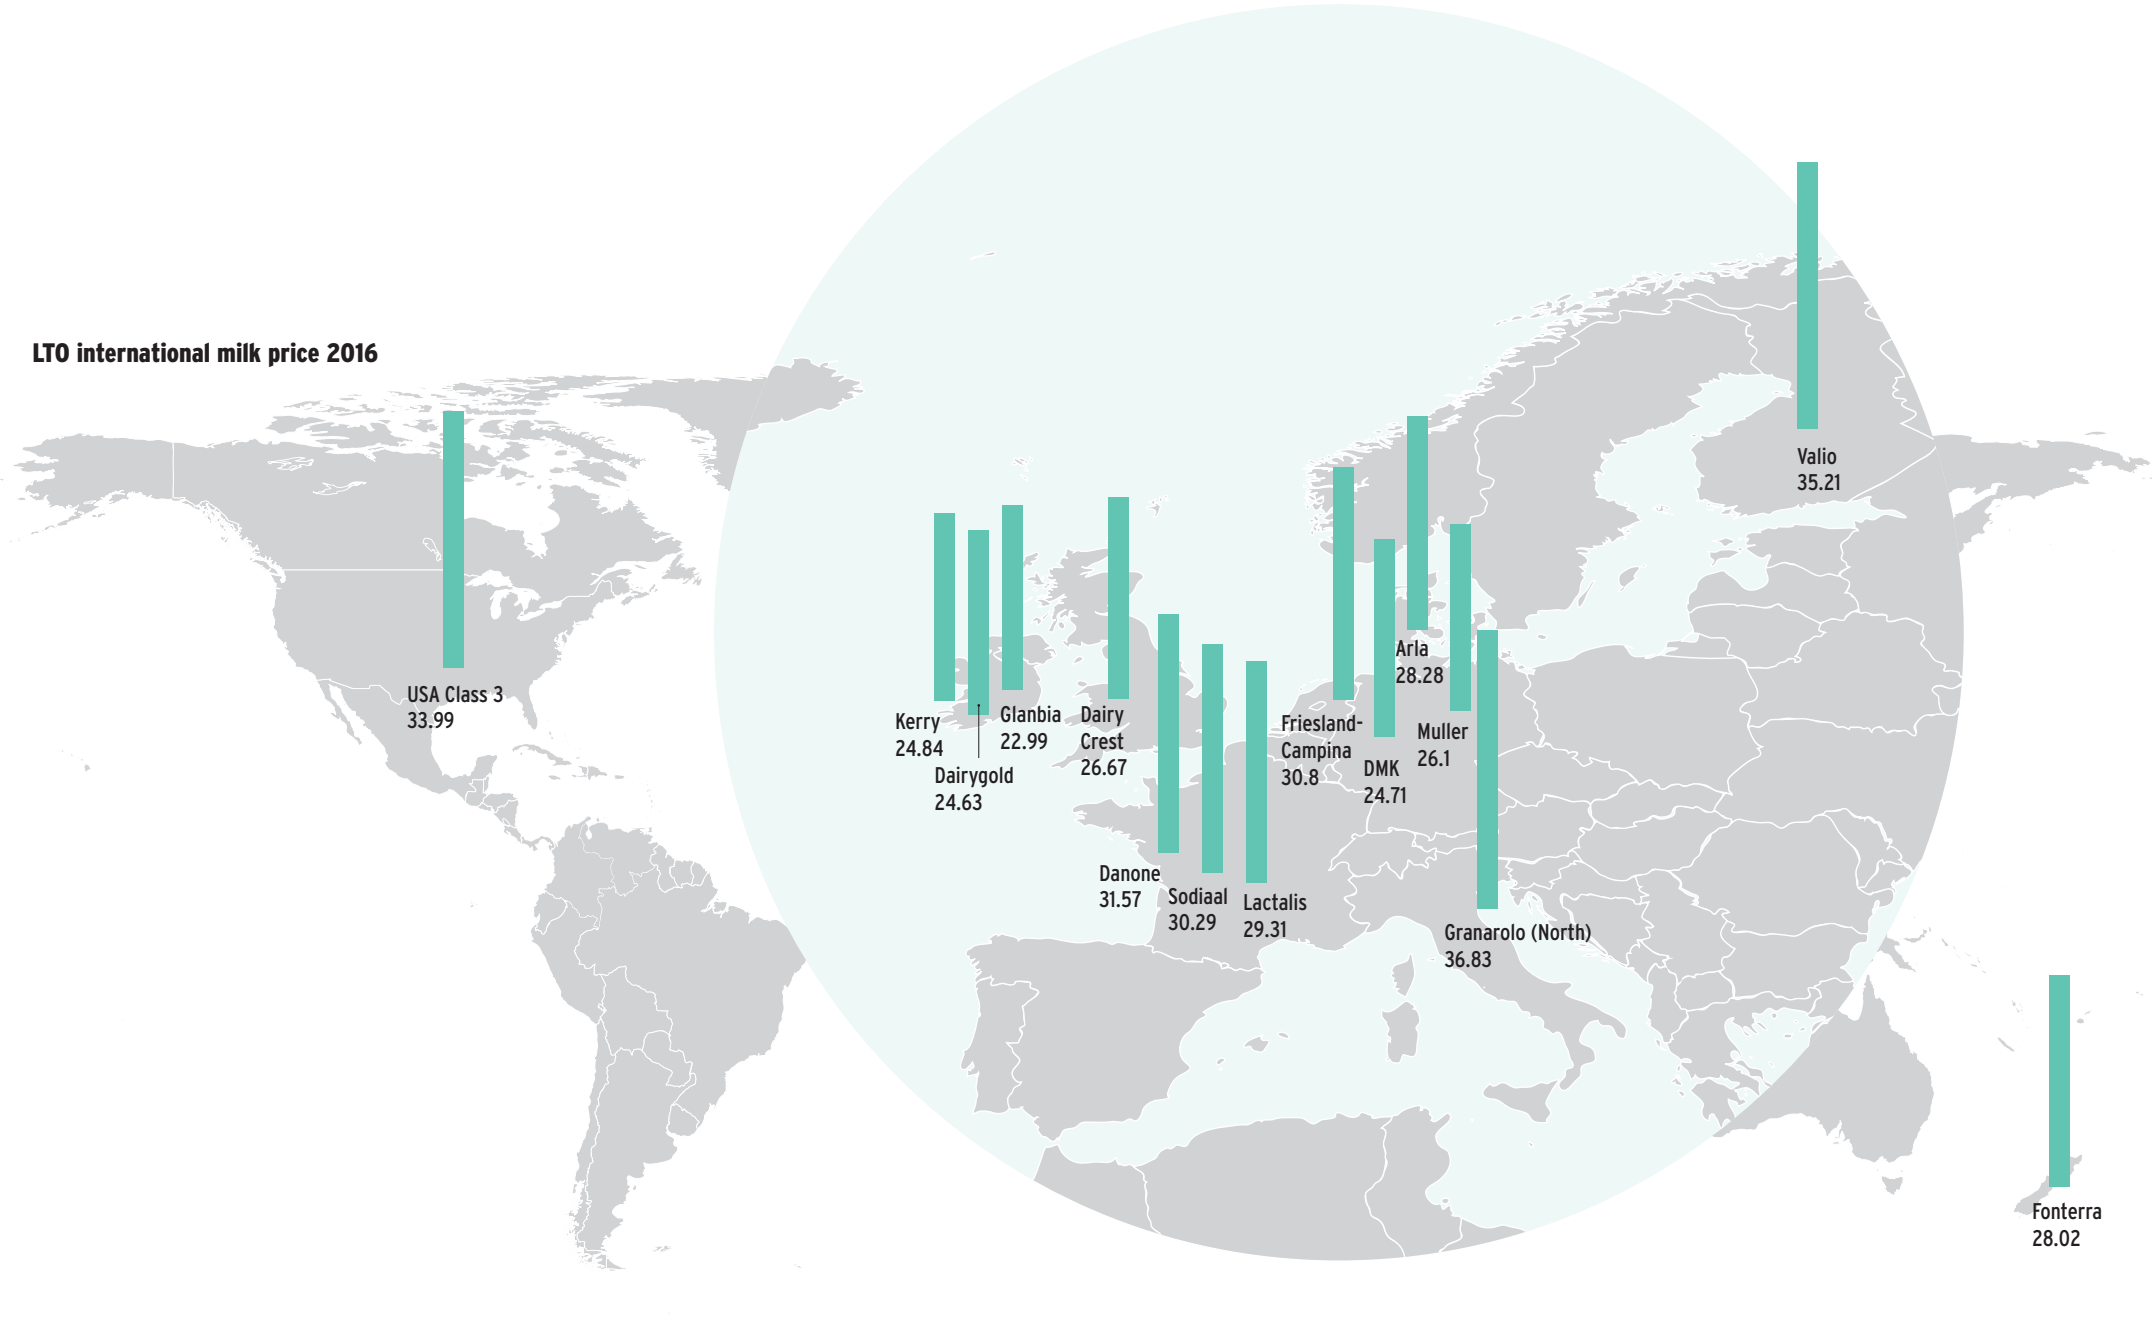 LTO international milk price 2016
USA Class 3
33.99
Kerry
24.84
Dairygold
24.63
Glanbia
22.99
Dairy
Crest
26.67
Danone
31.57
Sodiaal
30.29
Lactalis
29.31
Friesland-
Campina
30.8
DMK
24.71
Arla
28.28
Muller
26.1
Granarolo (North)
36.83
Valio
35.21
Fonterra
28.02